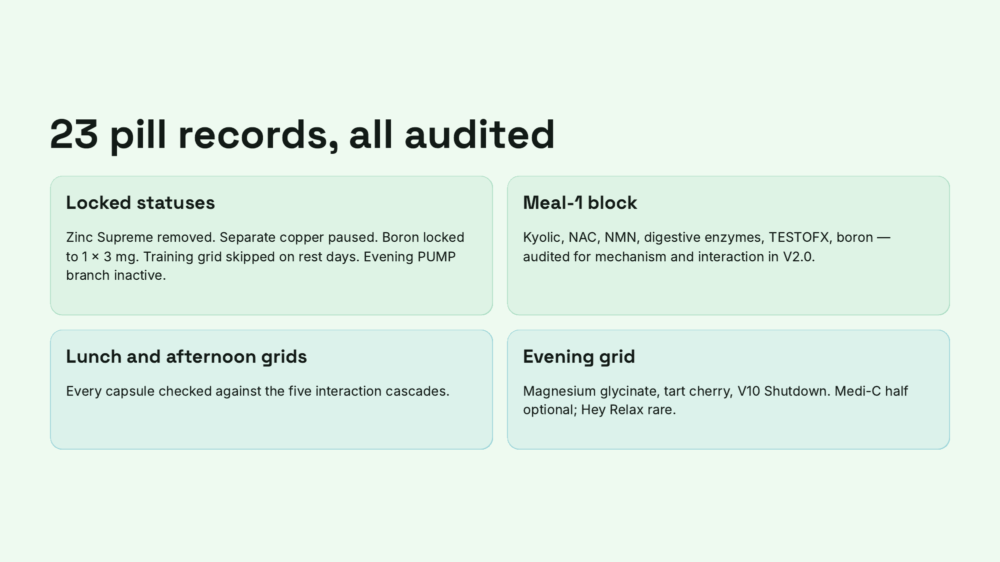 23 pill records, all audited
Locked statuses
Zinc Supreme removed. Separate copper paused. Boron locked
to 1 × 3 mg. Training grid skipped on rest days. Evening PUMP
branch inactive.
Meal-1 block
Kyolic, NAC, NMN, digestive enzymes, TESTOFX, boron —
audited for mechanism and interaction in V2.0.
Lunch and afternoon grids
Every capsule checked against the five interaction cascades.
Evening grid
Magnesium glycinate, tart cherry, V10 Shutdown. Medi-C half
optional; Hey Relax rare.